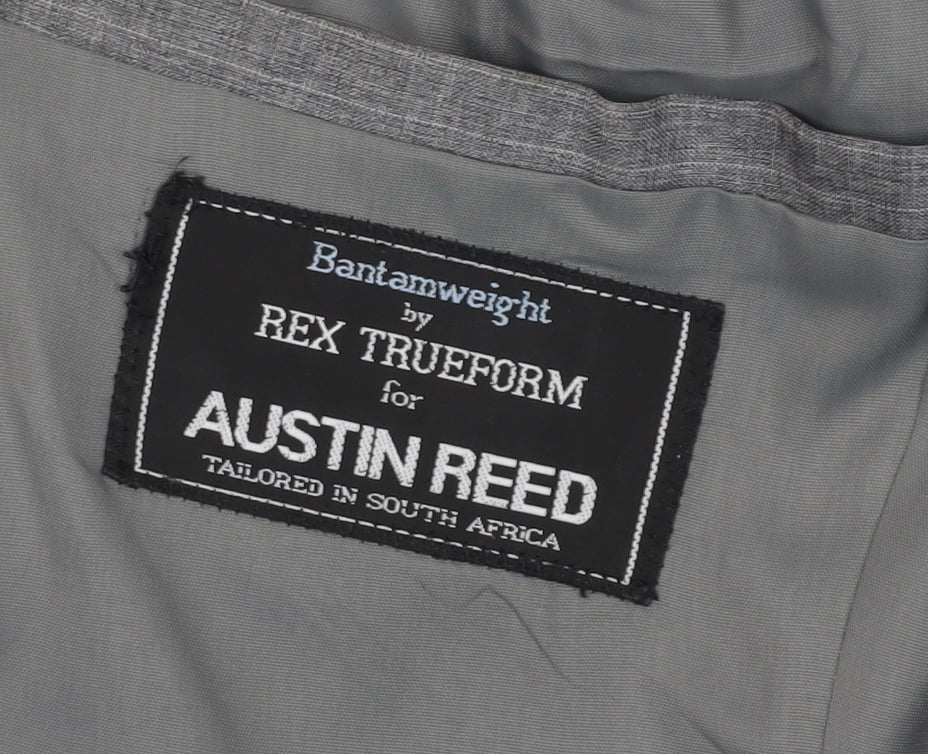 Bantamweight
by
REX TRUEFORM
for
AUSTIN REED
TAILORED IN SOUTH AFRICA